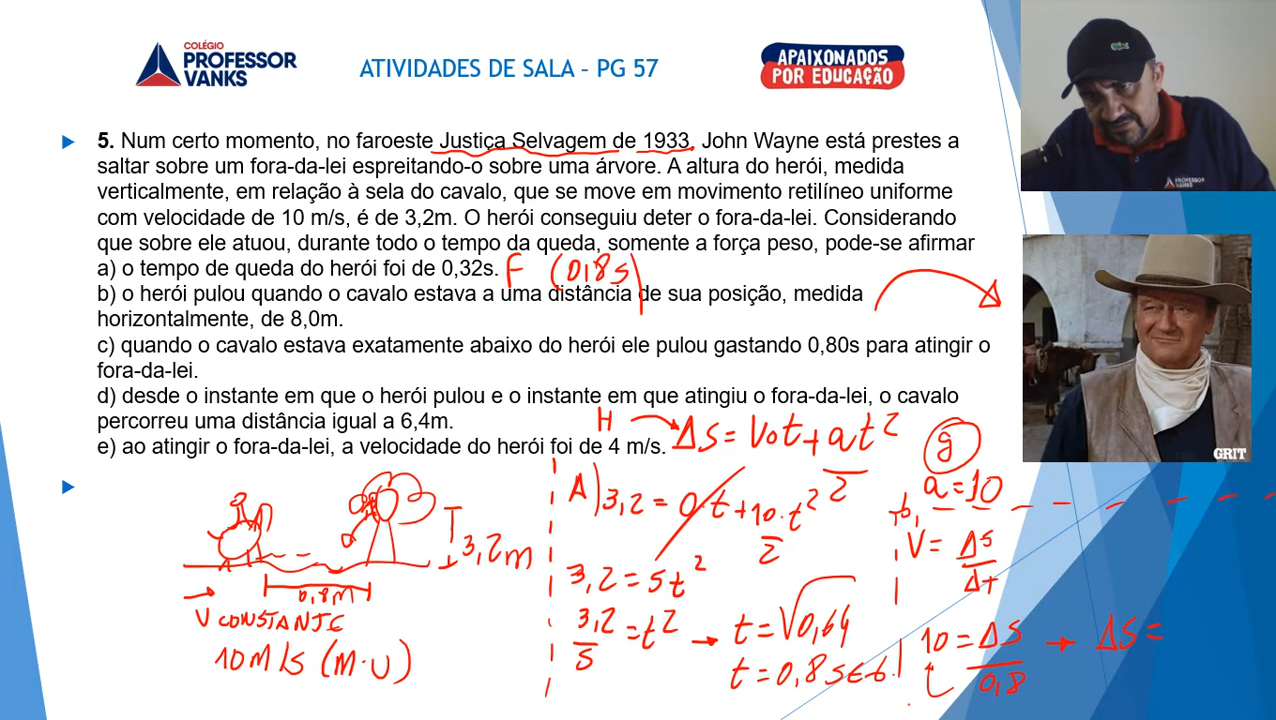 COLÉGIO
PROFESSOR
VANKS
ATIVIDADES DE SALA – PG 57
APAIXONADOS
POR EDUCAÇÃO
5. Num certo momento, no faroeste Justiça Selvagem de 1933, John Wayne está prestes a
saltar sobre um fora-da-lei espreitando-o sobre uma árvore. A altura do herói, medida
verticalmente, em relação à sela do cavalo, que se move em movimento retilíneo uniforme
com velocidade de 10 m/s, é de 3,2m. O herói conseguiu deter o fora-da-lei. Considerando
que sobre ele atuou, durante todo o tempo da queda, somente a força peso, pode-se afirmar
a) o tempo de queda do herói foi de 0,32s. F (0,8s)
b) o herói pulou quando o cavalo estava a uma distância de sua posição, medida
horizontalmente, de 8,0m.
c) quando o cavalo estava exatamente abaixo do herói ele pulou gastando 0,80s para atingir o
fora-da-lei.
d) desde o instante em que o herói pulou e o instante em que atingiu o fora-da-lei, o cavalo
percorreu uma distância igual a 6,4m.
e) ao atingir o fora-da-lei, a velocidade do herói foi de 4 m/s.
H
ΔS = Vot + at²
2
g
a = 10
A) 3,2 = 0t + 10.t²
2
3,2m
0,8m
V CONSTANTE
10M/S (M.U)
3,2 = 5t²
3,2 = t²
5
t = √0,64
t = 0,8 SEG.
b,
V = ΔS
Δt
10 = ΔS
0,8
ΔS =
GRIT